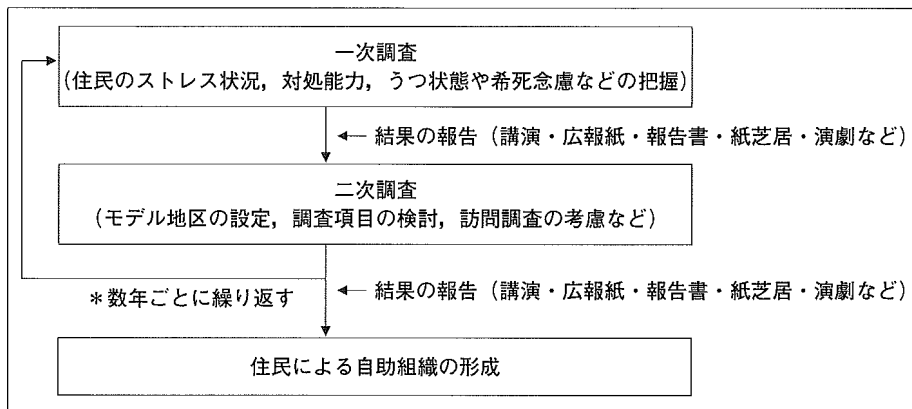 一次調査
(住民のストレス状況，対処能力，うつ状態や希死念慮などの把握)
結果の報告（講演・広報紙・報告書・紙芝居・演劇など）
二次調査
(モデル地区の設定，調査項目の検討，訪問調査の考慮など)
＊数年ごとに繰り返す
結果の報告（講演・広報紙・報告書・紙芝居・演劇など）
住民による自助組織の形成